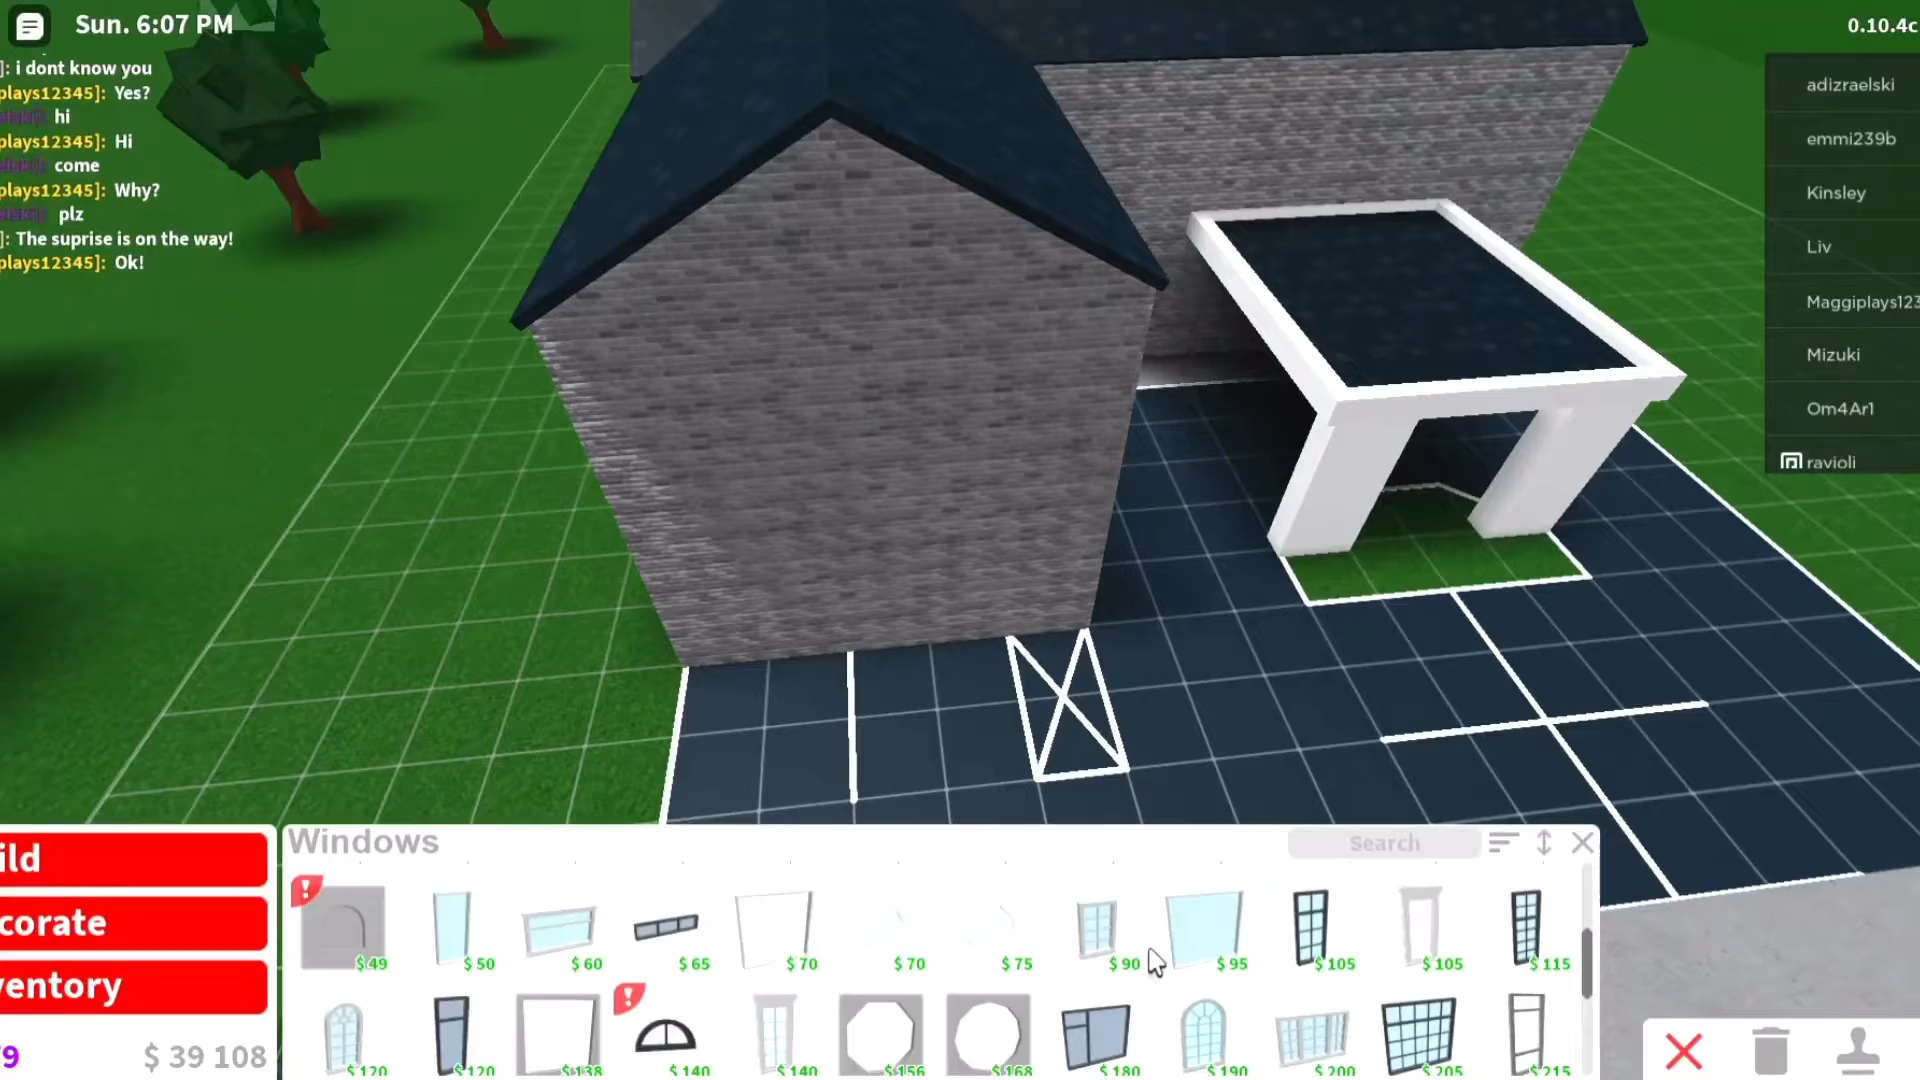 Sun. 6:07 PM
0.10.4c
]: i dont know you
plays12345]: Yes?
hi
plays12345]: Hi
come
plays12345]: Why?
plz
]: The suprise is on the way!
plays12345]: Ok!
adizraelski
emmi239b
Kinsley
Liv
Maggiplays123
Mizuki
Om4Ar1
ravioli
ild
corate
ventory
9
$ 39 108
Windows
Search
$ 49
$ 50
$ 60
$ 65
$ 70
$ 70
$ 75
$ 90
$ 95
$ 105
$ 105
$ 115
$ 120
$ 120
$ 138
$ 140
$ 140
$ 156
$ 168
$ 180
$ 190
$ 200
$ 205
$ 215